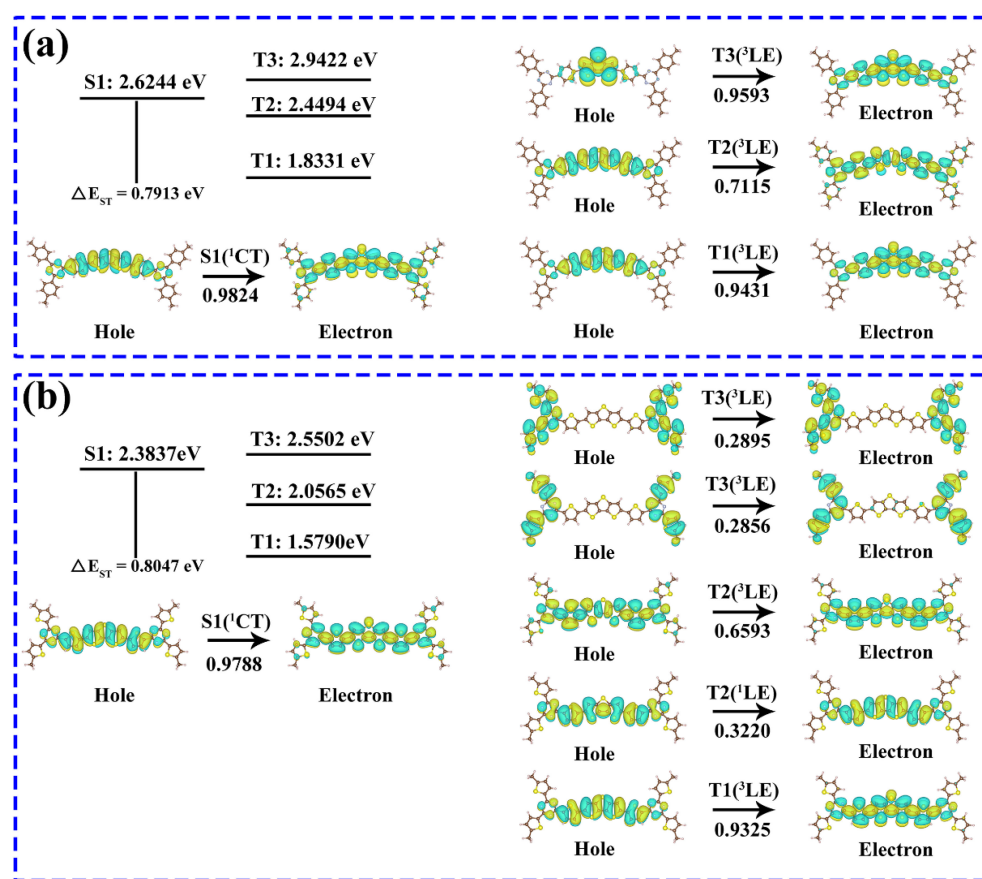 (a)
S1: 2.6244 eV
T3: 2.9422 eV
T2: 2.4494 eV
T1: 1.8331 eV
△EST = 0.7913 eV
S1(¹CT)
0.9824
Hole
Electron
T3(³LE)
0.9593
Hole
Electron
T2(³LE)
0.7115
Hole
Electron
T1(³LE)
0.9431
Hole
Electron
(b)
S1: 2.3837eV
T3: 2.5502 eV
T2: 2.0565 eV
T1: 1.5790eV
△EST = 0.8047 eV
S1(¹CT)
0.9788
Hole
Electron
T3(³LE)
0.2895
Hole
Electron
T3(³LE)
0.2856
Hole
Electron
T2(³LE)
0.6593
Hole
Electron
T2(¹LE)
0.3220
Hole
Electron
T1(³LE)
0.9325
Hole
Electron